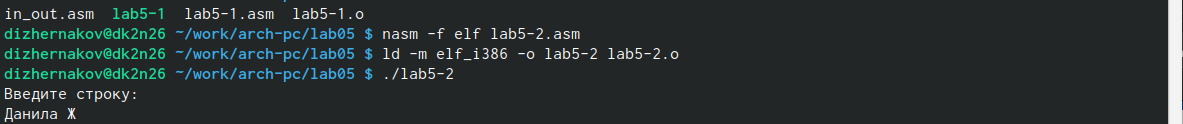 in_out.asm lab5-1 lab5-1.asm lab5-1.o
dizhernakov@dk2n26 ~/work/arch-pc/lab05 $ nasm -f elf lab5-2.asm
dizhernakov@dk2n26 ~/work/arch-pc/lab05 $ ld -m elf_i386 -o lab5-2 lab5-2.o
dizhernakov@dk2n26 ~/work/arch-pc/lab05 $ ./lab5-2
Введите строку:
Данила Ж